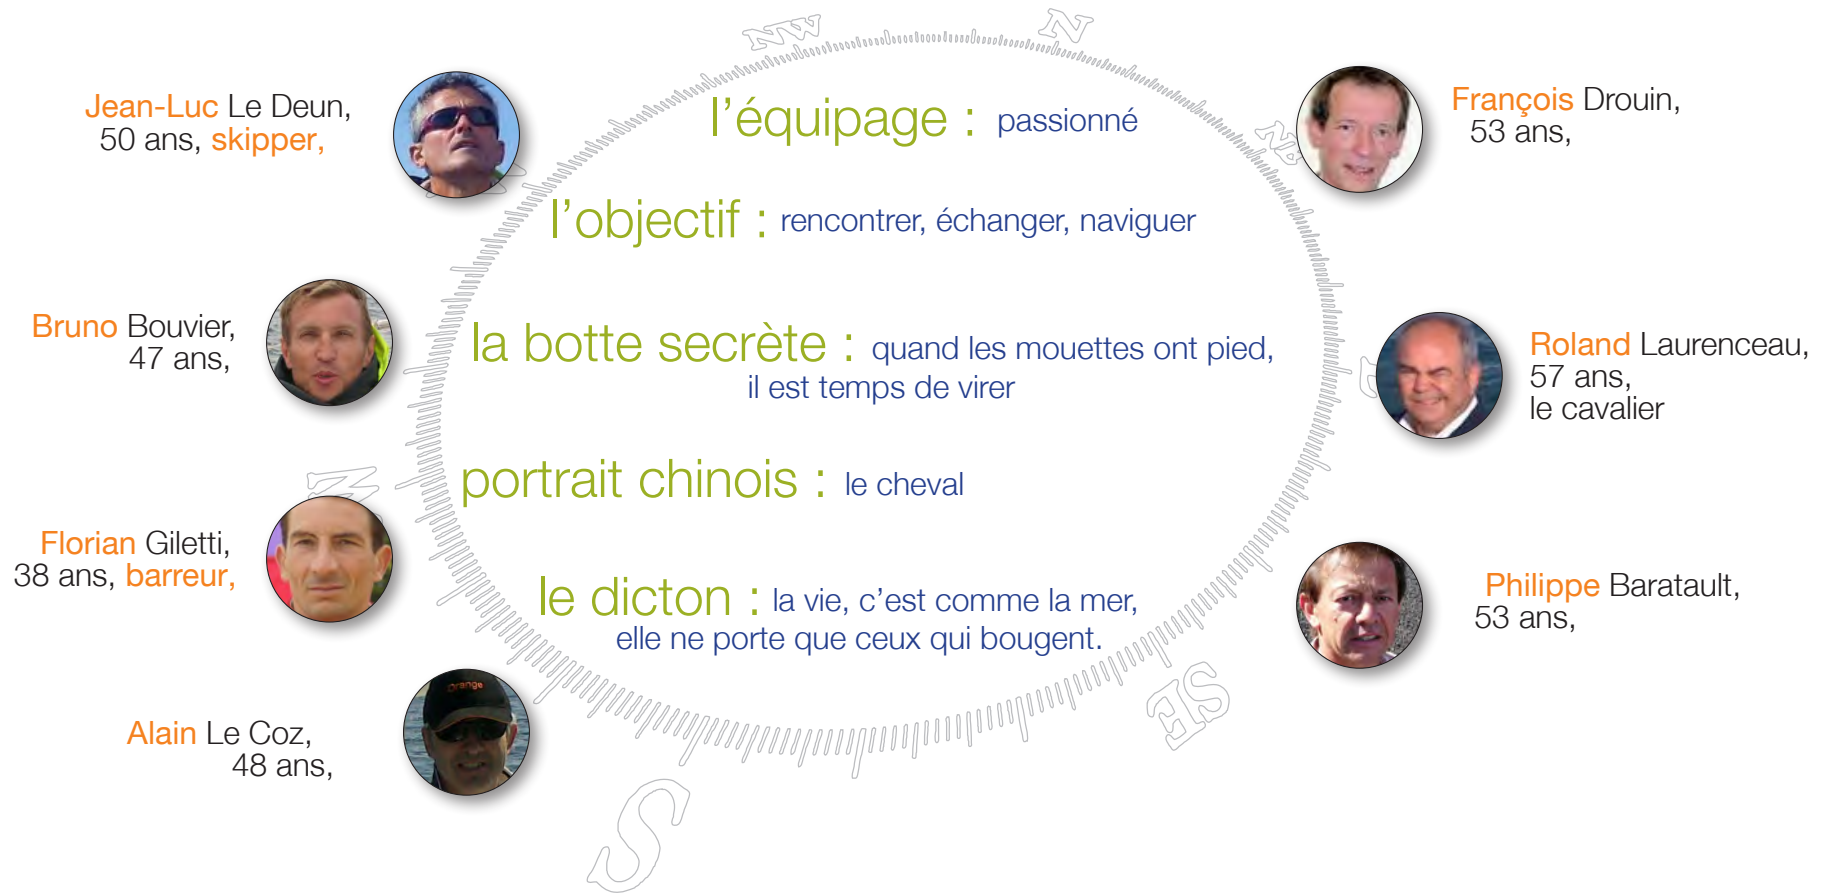 NW
N
Jean-Luc Le Deun,
50 ans, skipper,
l'équipage : passionné
François Drouin,
53 ans,
l'objectif : rencontrer, échanger, naviguer
Bruno Bouvier,
47 ans,
la botte secrète : quand les mouettes ont pied,
il est temps de virer
Roland Laurenceau,
57 ans,
le cavalier
portrait chinois : le cheval
Florian Giletti,
38 ans, barreur,
le dicton : la vie, c'est comme la mer,
elle ne porte que ceux qui bougent.
Philippe Baratault,
53 ans,
Orange
SE
Alain Le Coz,
48 ans,
S